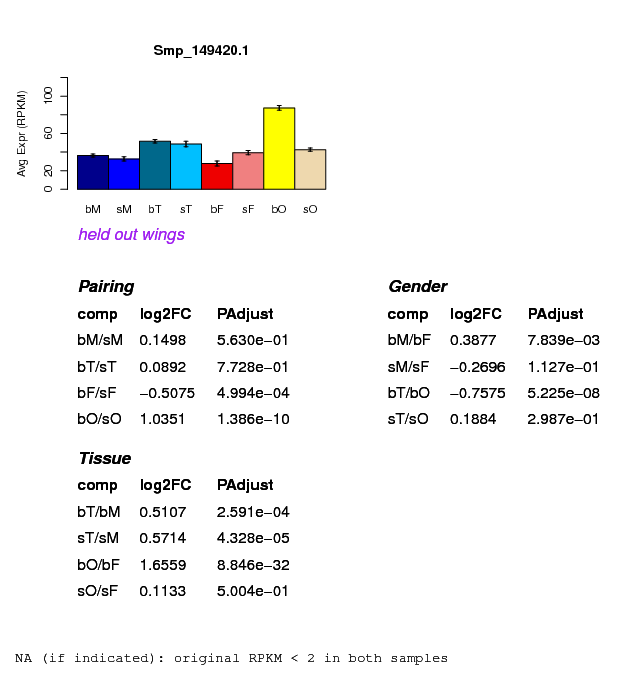 Smp_149420.1
Avg Expr (RPKM)
0 20 60 100
bM sM bT sT bF sF bO sO
held out wings
Pairing
comp log2FC PAdjust
bM/sM 0.1498 5.630e−01
bT/sT 0.0892 7.728e−01
bF/sF −0.5075 4.994e−04
bO/sO 1.0351 1.386e−10
Gender
comp log2FC PAdjust
bM/bF 0.3877 7.839e−03
sM/sF −0.2696 1.127e−01
bT/bO −0.7575 5.225e−08
sT/sO 0.1884 2.987e−01
Tissue
comp log2FC PAdjust
bT/bM 0.5107 2.591e−04
sT/sM 0.5714 4.328e−05
bO/bF 1.6559 8.846e−32
sO/sF 0.1133 5.004e−01
NA (if indicated): original RPKM < 2 in both samples